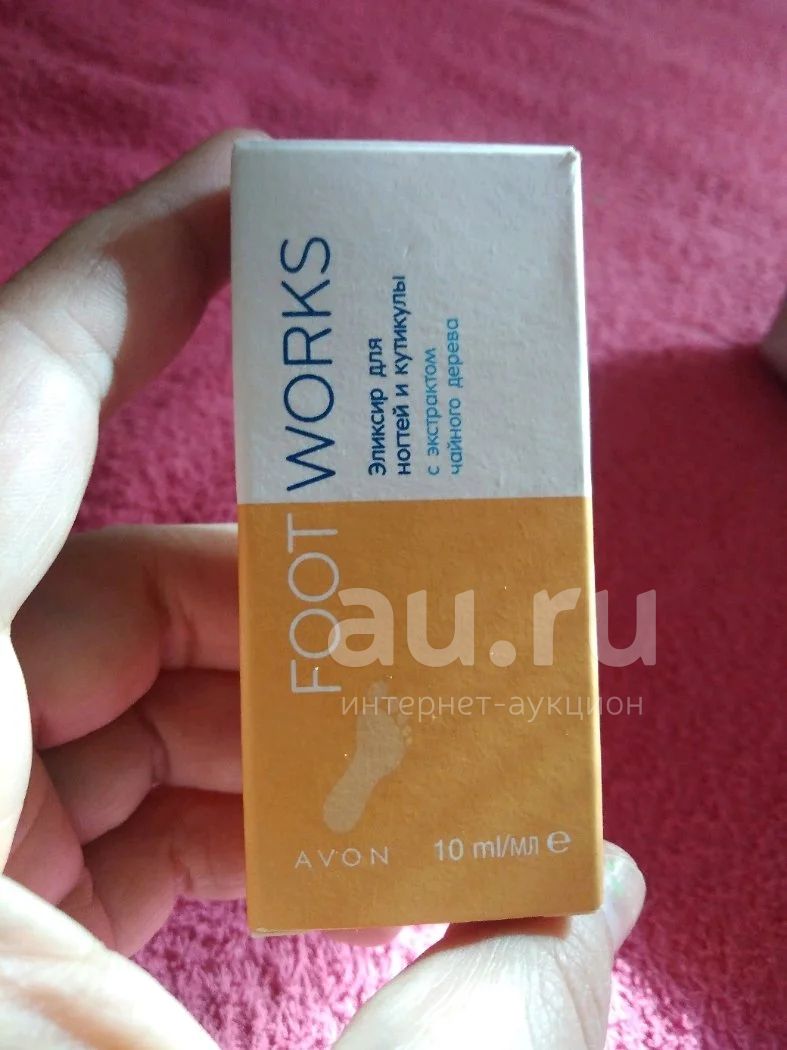 FOOT WORKS
Эликсир для
ногтей и кутикулы
с экстрактом
чайного дерева
AVON
10 ml/мл e
au.ru
интернет-аукцион